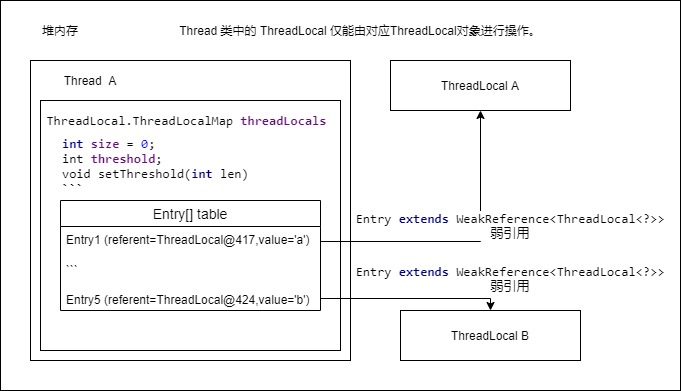 堆内存
Thread 类中的 ThreadLocal 仅能由对应ThreadLocal对象进行操作。
Thread A
ThreadLocal.ThreadLocalMap threadLocals
int size = 0;
int threshold;
void setThreshold(int len)
```
Entry[] table
Entry1 (referent=ThreadLocal@417,value='a')
```
Entry5 (referent=ThreadLocal@424,value='b')
ThreadLocal A
Entry extends WeakReference<ThreadLocal<?>>
弱引用
Entry extends WeakReference<ThreadLocal<?>>
弱引用
ThreadLocal B